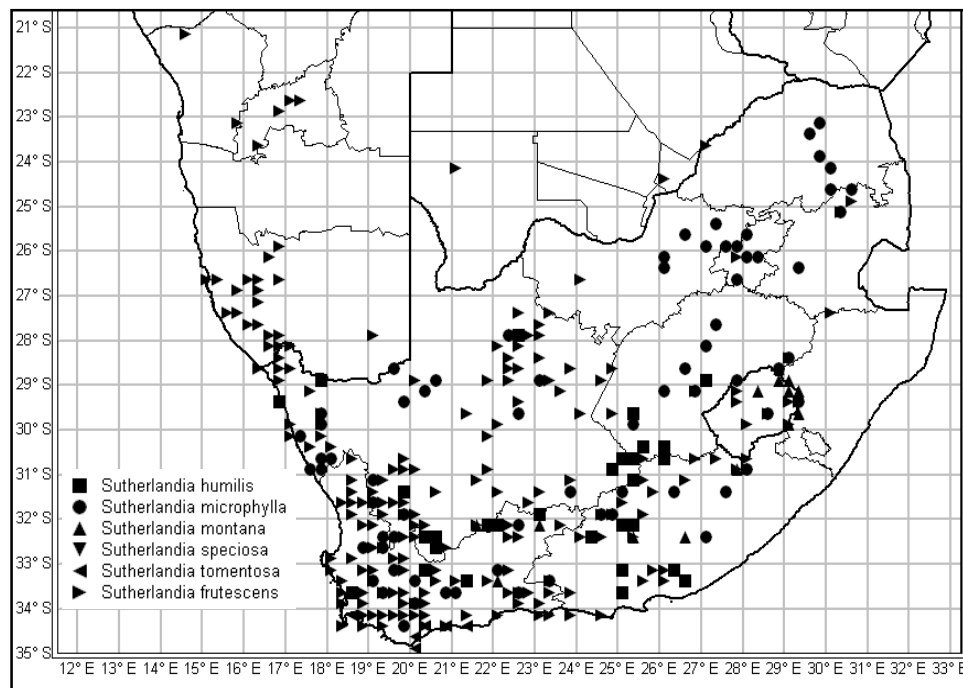 21° S
22° S
23° S
24° S
25° S
26° S
27° S
28° S
29° S
30° S
31° S
Sutherlandia humilis
Sutherlandia microphylla
32° S
Sutherlandia montana
Sutherlandia speciosa
33° S
Sutherlandia tomentosa
Sutherlandia frutescens
34° S
35° S
12° E 13° E 14° E 15° E 16° E 17° E 18° E 19° E 20° E 21° E 22° E 23° E 24° E 25° E 26° E 27° E 28° E 29° E 30° E 31° E 32° E 33° E